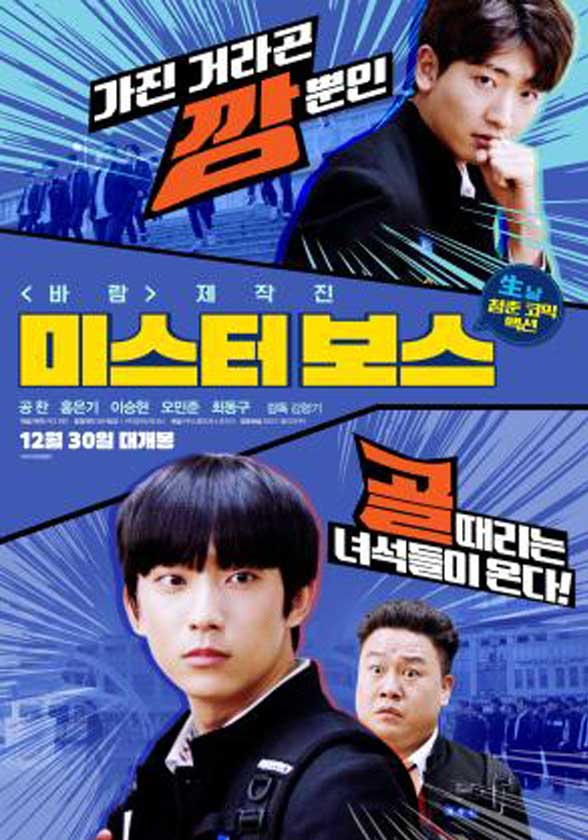 가진 거라곤
깡 뿐인
<바람> 제작진
生 날
청춘 코믹
액션
미스터 보스
공찬 홍은기 이승현 오민준 최동구 감독 김형기
12월 30일 대개봉
골때리는
녀석들이 온다!